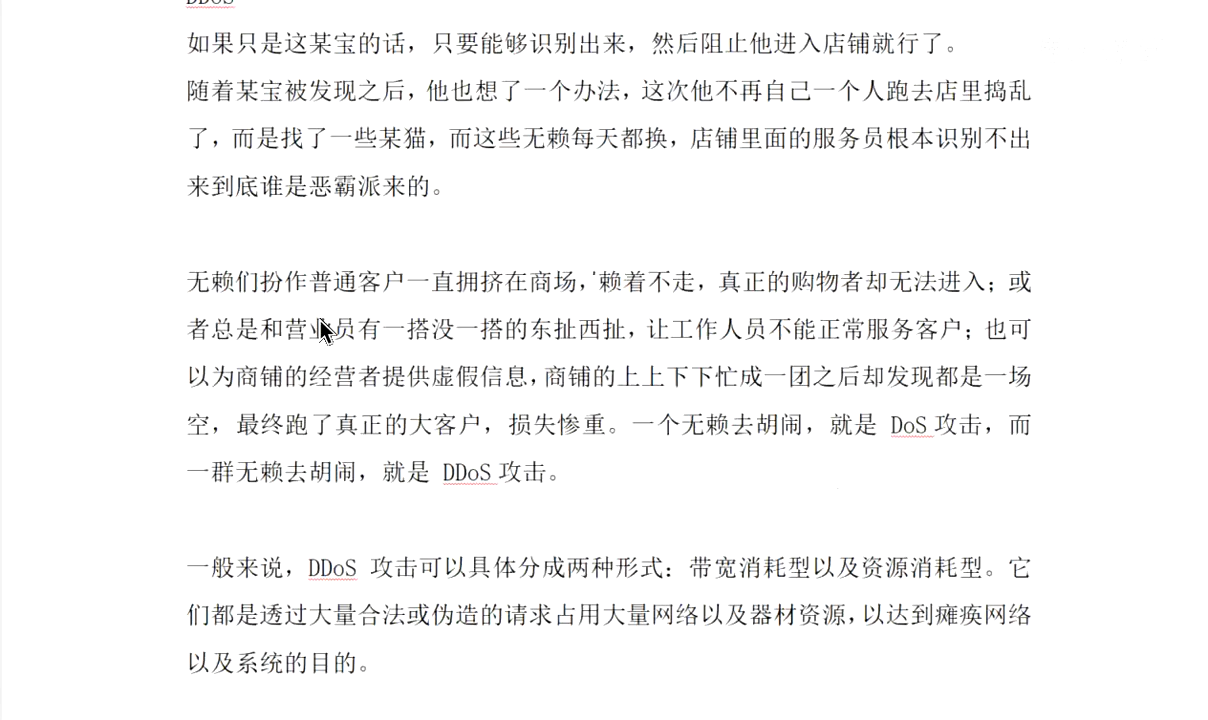 DDoS
如果只是这某宝的话，只要能够识别出来，然后阻止他进入店铺就行了。
随着某宝被发现之后，他也想了一个办法，这次他不再自己一个人跑去店里捣乱
了，而是找了一些某猫，而这些无赖每天都换，店铺里面的服务员根本识别不出
来到底谁是恶霸派来的。
无赖们扮作普通客户一直拥挤在商场，‘赖着不走，真正的购物者却无法进入；或
者总是和营业员有一搭没一搭的东扯西扯，让工作人员不能正常服务客户；也可
以为商铺的经营者提供虚假信息，商铺的上上下下忙成一团之后却发现都是一场
空，最终跑了真正的大客户，损失惨重。一个无赖去胡闹，就是 DoS 攻击，而
一群无赖去胡闹，就是 DDoS 攻击。
一般来说，DDoS 攻击可以具体分成两种形式：带宽消耗型以及资源消耗型。它
们都是透过大量合法或伪造的请求占用大量网络以及器材资源，以达到瘫痪网络
以及系统的目的。